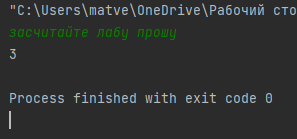 "C:\Users\matve\OneDrive\Рабочий сто
засчитайте лабу прошу
3
Process finished with exit code 0